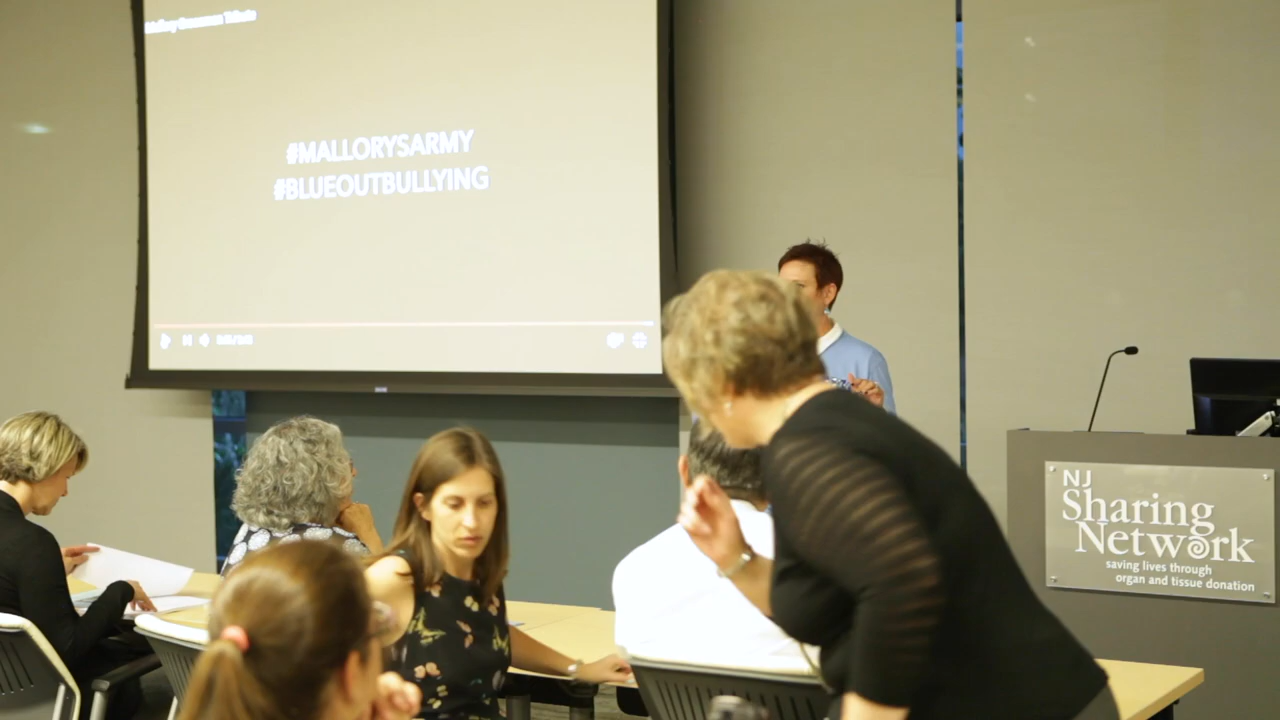 #MALLORYSARMY
#BLUEOUTBULLYING
NJ
Sharing
Network
saving lives through
organ and tissue donation